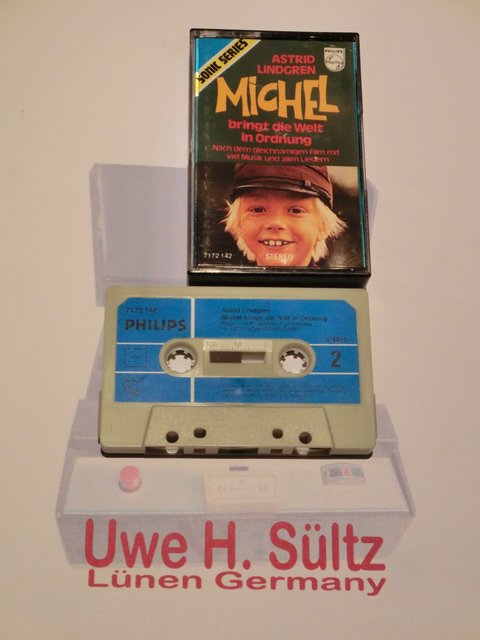 SONIC SERIES
PHILIPS
ASTRID
LINDGREN
MICHEL
bringt die Welt
in Ordnung
Nach dem gleichnamigen Film mit
viel Musik und allen Liedern
7172 142
STEREO
7172 142
PHILIPS
Astrid Lindgren
Michel bringt die Welt in Ordnung
STEREO
2
Uwe H. Sültz
Lünen Germany